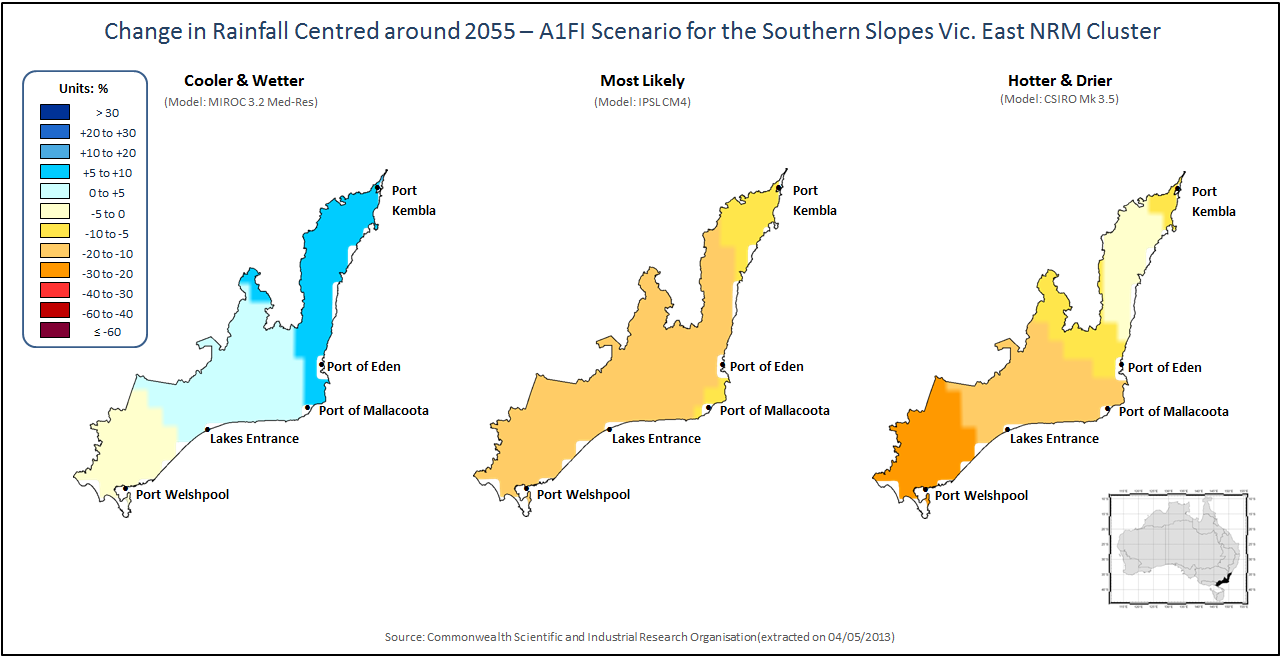 Change in Rainfall Centred around 2055 – A1FI Scenario for the Southern Slopes Vic. East NRM Cluster
Units: %
> 30
+20 to +30
+10 to +20
+5 to +10
0 to +5
-5 to 0
-10 to -5
-20 to -10
-30 to -20
-40 to -30
-60 to -40
≤ -60
Cooler & Wetter
(Model: MIROC 3.2 Med-Res)
Port
Kembla
Port of Eden
Port of Mallacoota
Lakes Entrance
Port Welshpool
Most Likely
(Model: IPSL CM4)
Port
Kembla
Port of Eden
Port of Mallacoota
Lakes Entrance
Port Welshpool
Hotter & Drier
(Model: CSIRO Mk 3.5)
Port
Kembla
Port of Eden
Port of Mallacoota
Lakes Entrance
Port Welshpool
Source: Commonwealth Scientific and Industrial Research Organisation(extracted on 04/05/2013)